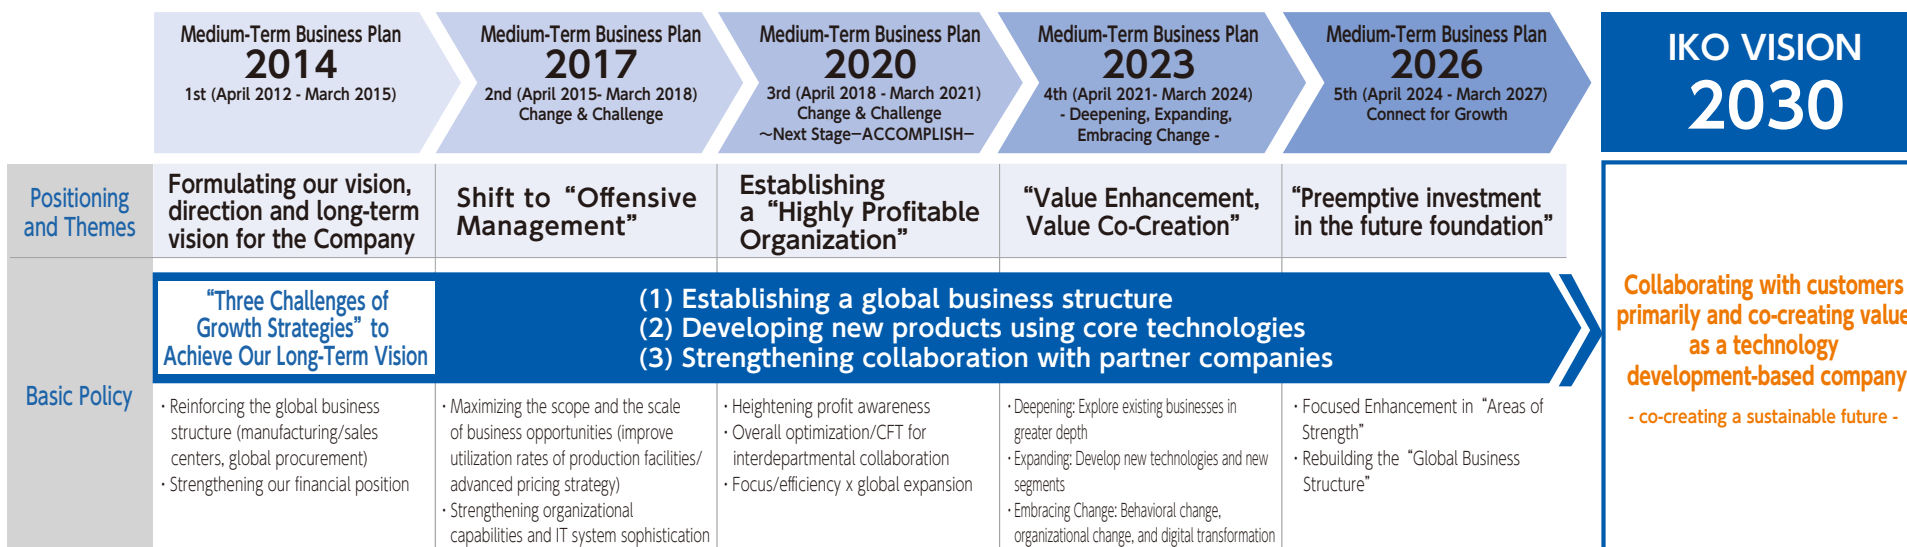 Medium-Term Business Plan
2014
1st (April 2012 - March 2015)
Medium-Term Business Plan
2017
2nd (April 2015- March 2018)
Change & Challenge
Medium-Term Business Plan
2020
3rd (April 2018 - March 2021)
Change & Challenge
～Next Stage−ACCOMPLISH−
Medium-Term Business Plan
2023
4th (April 2021- March 2024)
- Deepening, Expanding,
Embracing Change -
Medium-Term Business Plan
2026
5th (April 2024 - March 2027)
Connect for Growth
IKO VISION
2030
Positioning
and Themes
Formulating our vision,
direction and long-term
vision for the Company
Shift to “Offensive
Management”
Establishing
a “Highly Profitable
Organization”
“Value Enhancement,
Value Co-Creation”
“Preemptive investment
in the future foundation”
Basic Policy
“Three Challenges of
Growth Strategies” to
Achieve Our Long-Term Vision
(1) Establishing a global business structure
(2) Developing new products using core technologies
(3) Strengthening collaboration with partner companies
・Reinforcing the global business
structure (manufacturing/sales
centers, global procurement)
・Strengthening our financial position
・Maximizing the scope and the scale
of business opportunities (improve
utilization rates of production facilities/
advanced pricing strategy)
・Strengthening organizational
capabilities and IT system sophistication
・Heightening profit awareness
・Overall optimization/CFT for
interdepartmental collaboration
・Focus/efficiency x global expansion
・Deepening: Explore existing businesses in
greater depth
・Expanding: Develop new technologies and new
segments
・Embracing Change: Behavioral change,
organizational change, and digital transformation
・Focused Enhancement in “Areas of
Strength”
・Rebuilding the “Global Business
Structure”
Collaborating with customers
primarily and co-creating value
as a technology
development-based company
- co-creating a sustainable future -